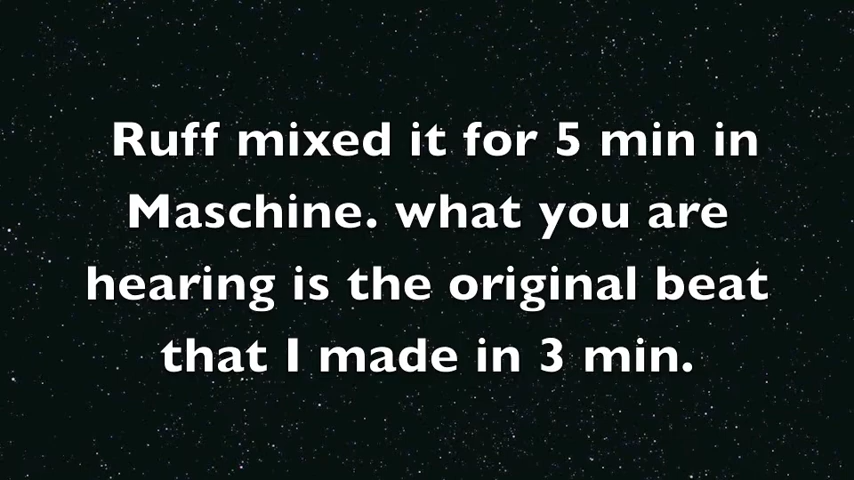 Ruff mixed it for 5 min in
Maschine. what you are
hearing is the original beat
that I made in 3 min.